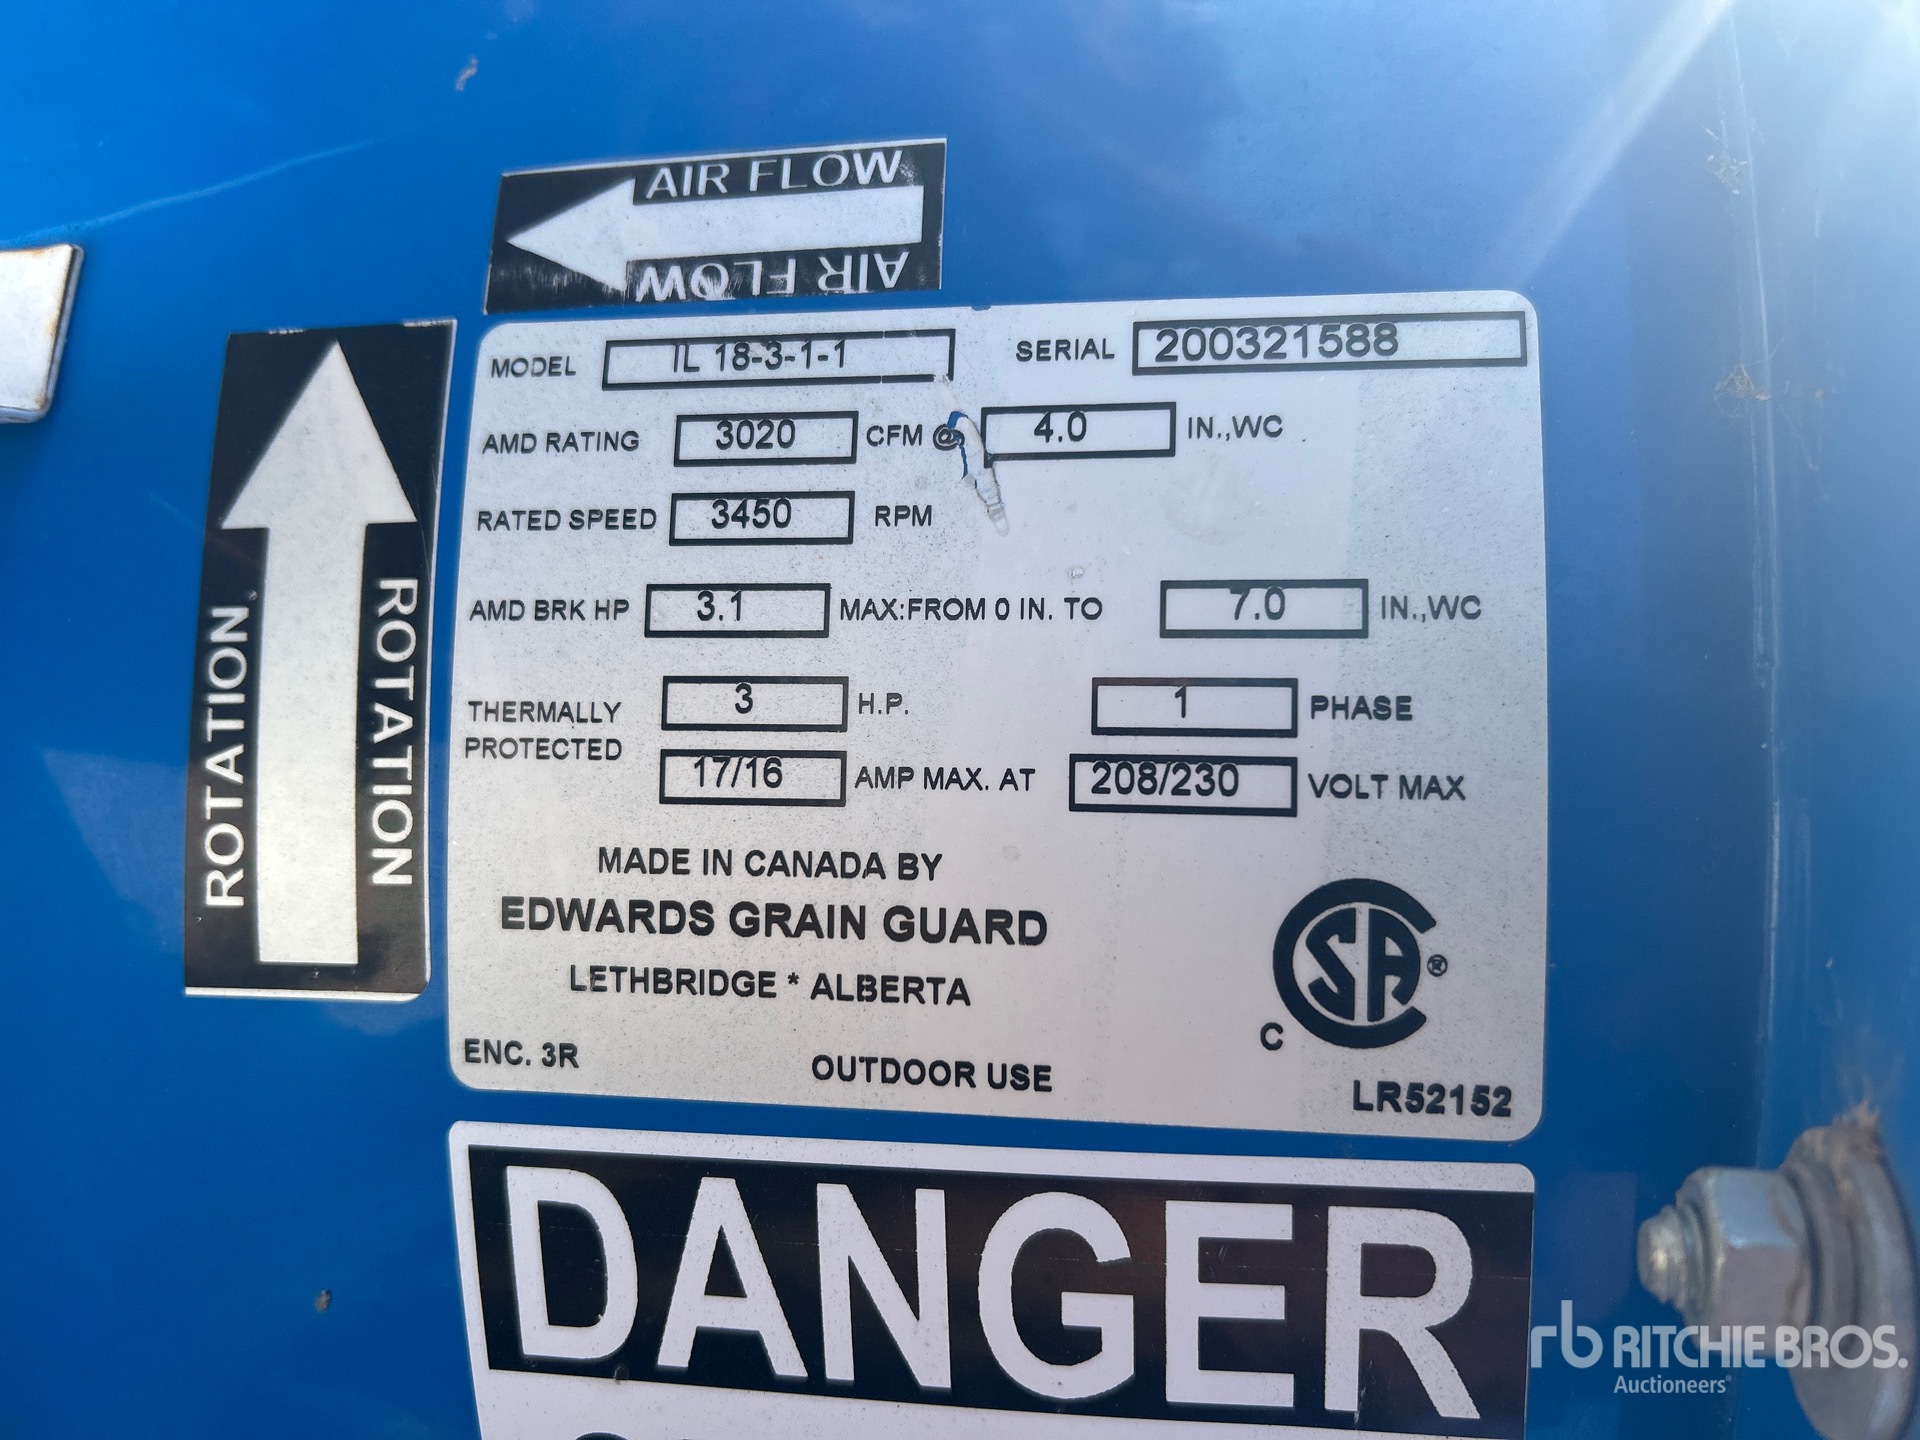 AIR FLOW
AIR FLOW
ROTATION
ROTATION
MODEL IL 18-3-1-1 SERIAL 200321588
AMD RATING 3020 CFM @ 4.0 IN.,WC
RATED SPEED 3450 RPM
AMD BRK HP 3.1 MAX:FROM 0 IN. TO 7.0 IN.,WC
THERMALLY PROTECTED 3 H.P. 1 PHASE
17/16 AMP MAX. AT 208/230 VOLT MAX
MADE IN CANADA BY
EDWARDS GRAIN GUARD
LETHBRIDGE * ALBERTA
C SA ®
C
ENC. 3R OUTDOOR USE
LR52152
DANGER
rb RITCHIE BROS.
Auctioneers